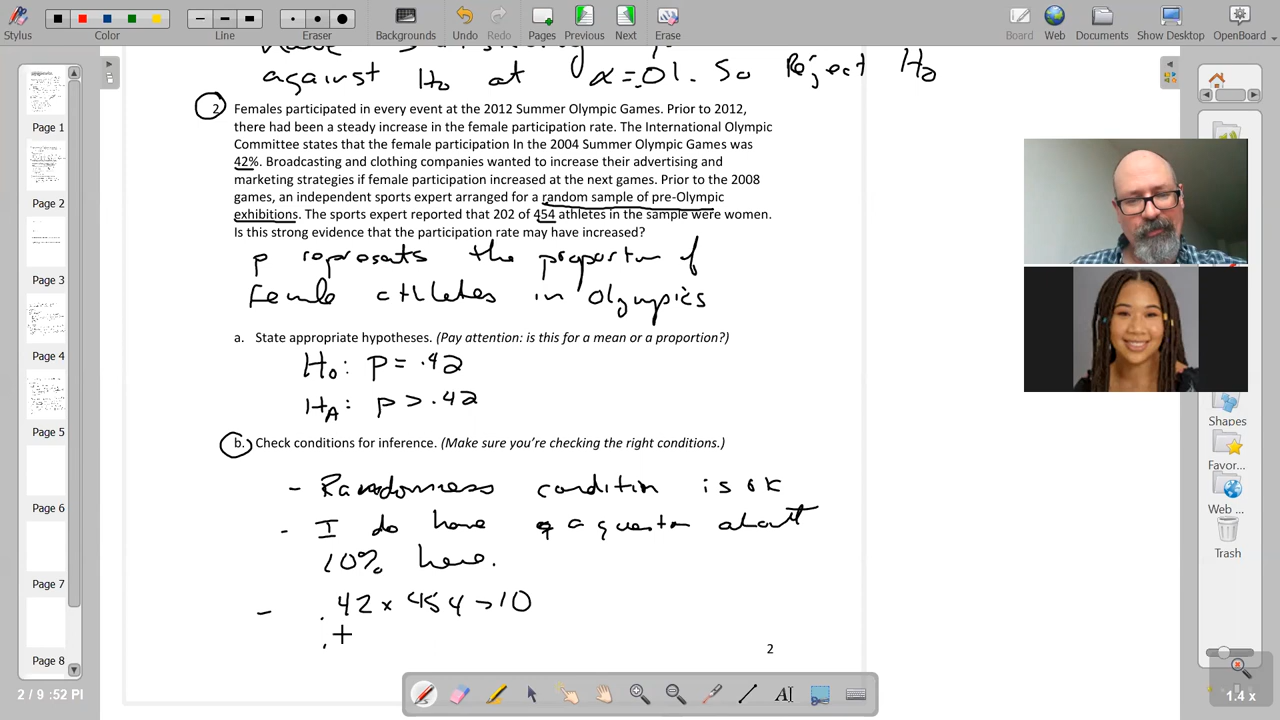 Stylus
Line
Eraser
Backgrounds
Undo
Redo
Pages
Previous
Next
Erase
Board
Web
Documents
Show Desktop
OpenBoard
against H0 at α=.01. So Reject H0
2. Females participated in every event at the 2012 Summer Olympic Games. Prior to 2012,
there had been a steady increase in the female participation rate. The International Olympic
Committee states that the female participation In the 2004 Summer Olympic Games was
42%. Broadcasting and clothing companies wanted to increase their advertising and
marketing strategies if female participation increased at the next games. Prior to the 2008
games, an independent sports expert arranged for a random sample of pre-Olympic
exhibitions. The sports expert reported that 202 of 454 athletes in the sample were women.
Is this strong evidence that the participation rate may have increased?
p represents the proportion of
Female athletes in Olympics
a. State appropriate hypotheses. (Pay attention: is this for a mean or a proportion?)
H0: p = .42
HA: p > .42
b. Check conditions for inference. (Make sure you’re checking the right conditions.)
- Randomness condition is ok
- I do have a question about
10% here.
- .42 x 454 > 10
.
2
Page 1
Page 2
Page 3
Page 4
Page 5
Page 6
Page 7
Page 8
2 / 9 :52 PI
Shapes
Favor...
Web ...
Trash
1.4 x